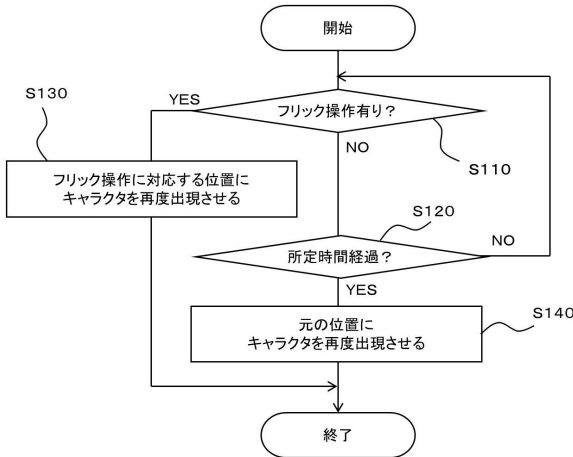 開始
S130
YES
フリック操作有り?
NO
S110
フリック操作に対応する位置に
キャラクタを再度出現させる
S120
NO
所定時間経過?
YES
元の位置に
キャラクタを再度出現させる
S140
終了